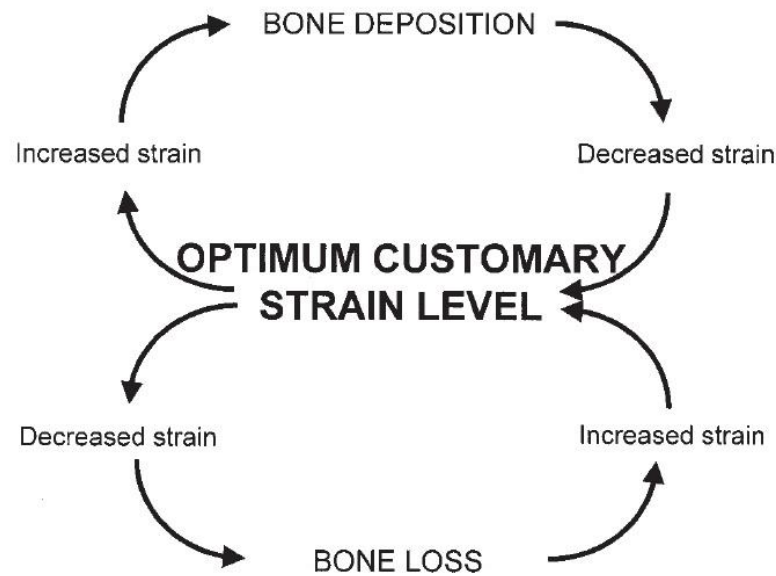 BONE DEPOSITION
Increased strain
Decreased strain
OPTIMUM CUSTOMARY
STRAIN LEVEL
Decreased strain
Increased strain
BONE LOSS